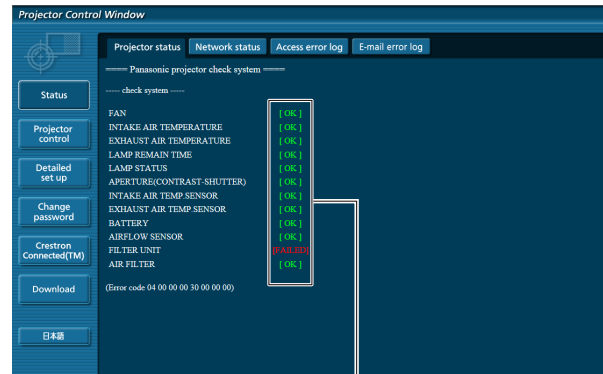 Projector Control Window
Projector status Network status Access error log E-mail error log
==== Panasonic projector check system ====
Status
----- check system -----
FAN [ OK ]
INTAKE AIR TEMPERATURE [ OK ]
EXHAUST AIR TEMPERATURE [ OK ]
LAMP REMAIN TIME [ OK ]
LAMP STATUS [ OK ]
APERTURE(CONTRAST-SHUTTER) [ OK ]
INTAKE AIR TEMP.SENSOR [ OK ]
EXHAUST AIR TEMP.SENSOR [ OK ]
BATTERY [ OK ]
AIRFLOW SENSOR [ OK ]
FILTER UNIT [FAILED]
AIR FILTER [ OK ]
(Error code 04 00 00 00 30 00 00 00)
Projector
control
Detailed
set up
Change
password
Crestron
Connected(TM)
Download
日本語